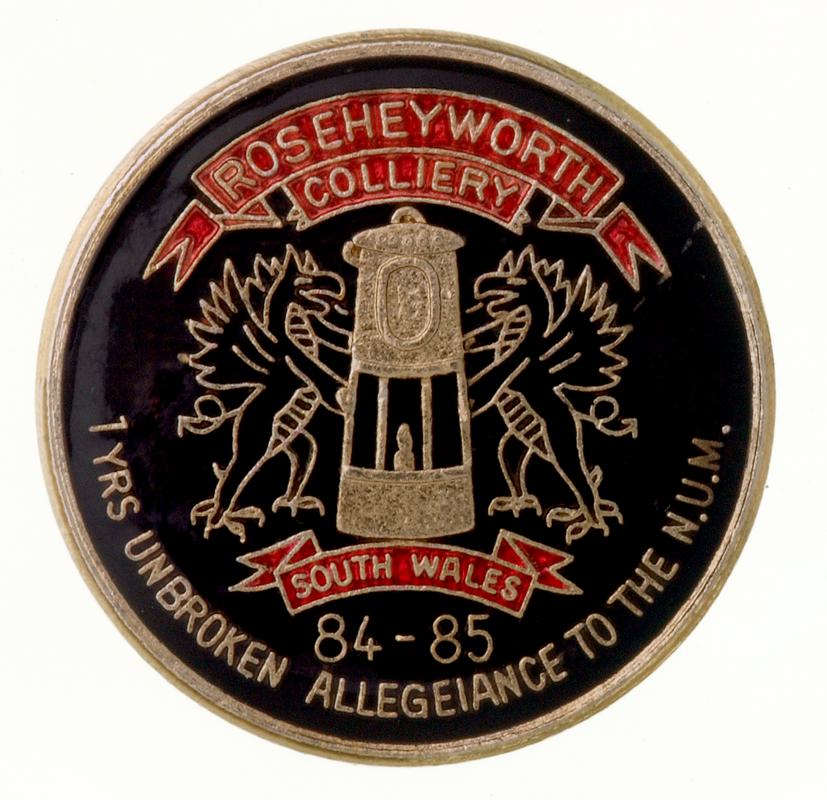 ROSEHEYWORTH
COLLIERY
SOUTH WALES
84-85
1 YRS UNBROKEN ALLEGEIANCE TO THE N.U.M.